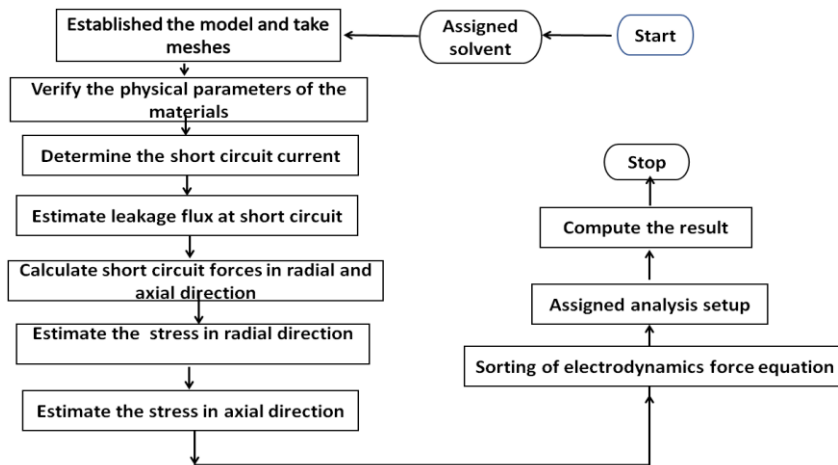 Start
Assigned
solvent
Established the model and take
meshes
Verify the physical parameters of the
materials
Determine the short circuit current
Estimate leakage flux at short circuit
Calculate short circuit forces in radial and
axial direction
Estimate the stress in radial direction
Estimate the stress in axial direction
Sorting of electrodynamics force equation
Assigned analysis setup
Compute the result
Stop